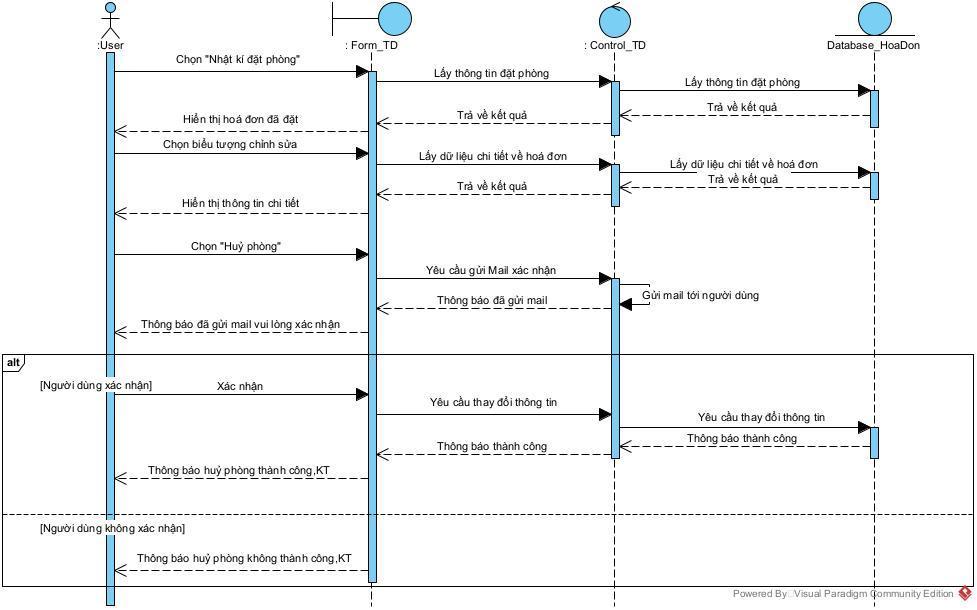 :User
: Form_TD
: Control_TD
Database_HoaDon
Chọn "Nhật kí đặt phòng"
Lấy thông tin đặt phòng
Lấy thông tin đặt phòng
Trả về kết quả
Trả về kết quả
Hiển thị hoá đơn đã đặt
Chọn biểu tượng chỉnh sửa
Lấy dữ liệu chi tiết về hoá đơn
Lấy dữ liệu chi tiết về hoá đơn
Trả về kết quả
Trả về kết quả
Hiển thị thông tin chi tiết
Chọn "Huỷ phòng"
Yêu cầu gửi Mail xác nhận
Gửi mail tới người dùng
Thông báo đã gửi mail
Thông báo đã gửi mail vui lòng xác nhận
alt
[Người dùng xác nhận]
Xác nhận
Yêu cầu thay đổi thông tin
Yêu cầu thay đổi thông tin
Thông báo thành công
Thông báo thành công
Thông báo huỷ phòng thành công,KT
[Người dùng không xác nhận]
Thông báo huỷ phòng không thành công,KT
Powered By Visual Paradigm Community Edition